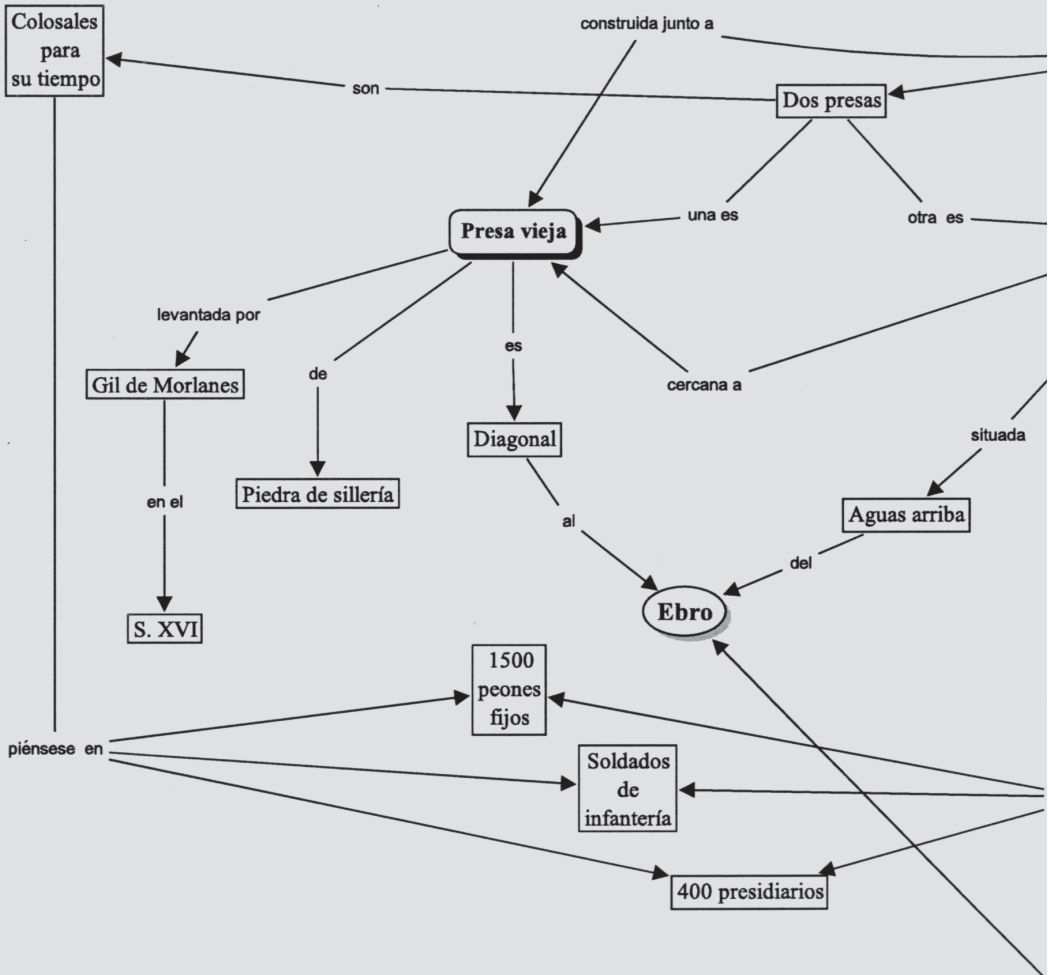 Colosales
para
su tiempo
construida junto a
son
Dos presas
una es
otra es
Presa vieja
levantada por
es
de
cercana a
Gil de Morlanes
Diagonal
situada
en el
Piedra de sillería
al
Aguas arriba
del
Ebro
S. XVI
1500
peones
fijos
piénsese en
Soldados
de
infantería
400 presidiarios